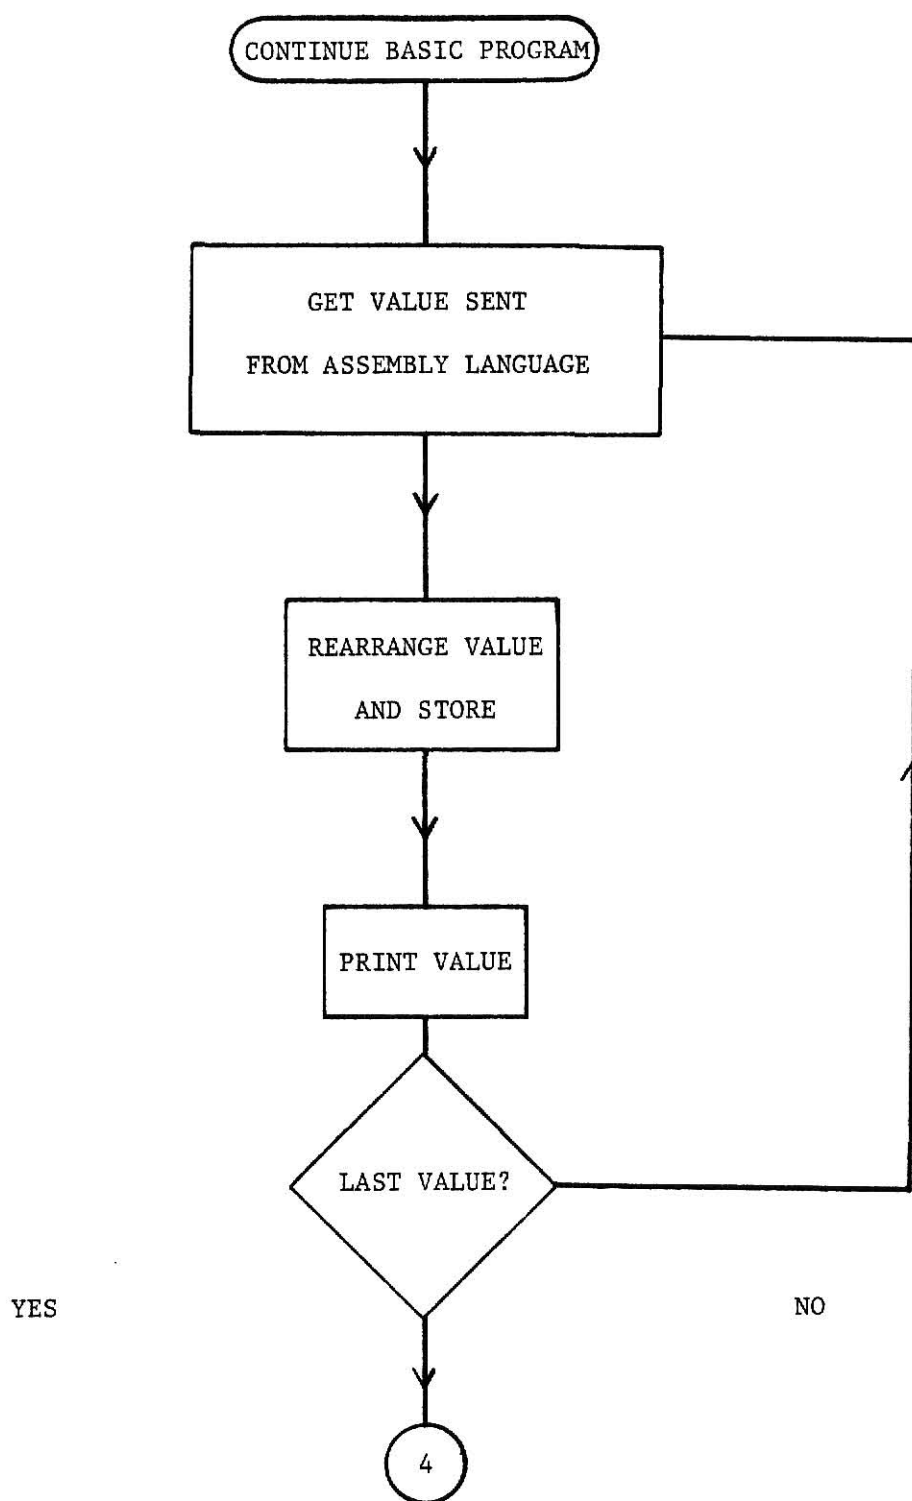 CONTINUE BASIC PROGRAM
GET VALUE SENT
FROM ASSEMBLY LANGUAGE
REARRANGE VALUE
AND STORE
PRINT VALUE
LAST VALUE?
YES
NO
4